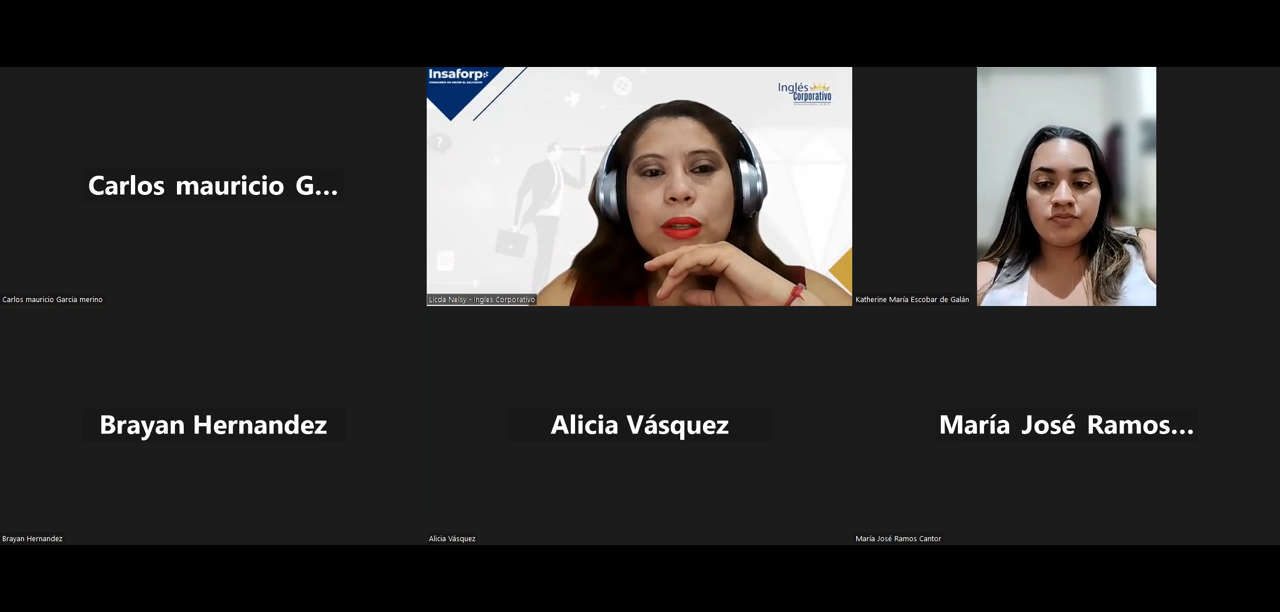 Carlos mauricio G...
Carlos mauricio Garcia merino
Insaforp
Inglés
Corporativo
Licda Nelsy - Ingles Corporativo
Katherine María Escobar de Galán
Brayan Hernandez
Brayan Hernandez
Alicia Vásquez
Alicia Vásquez
María José Ramos...
María José Ramos Cantor